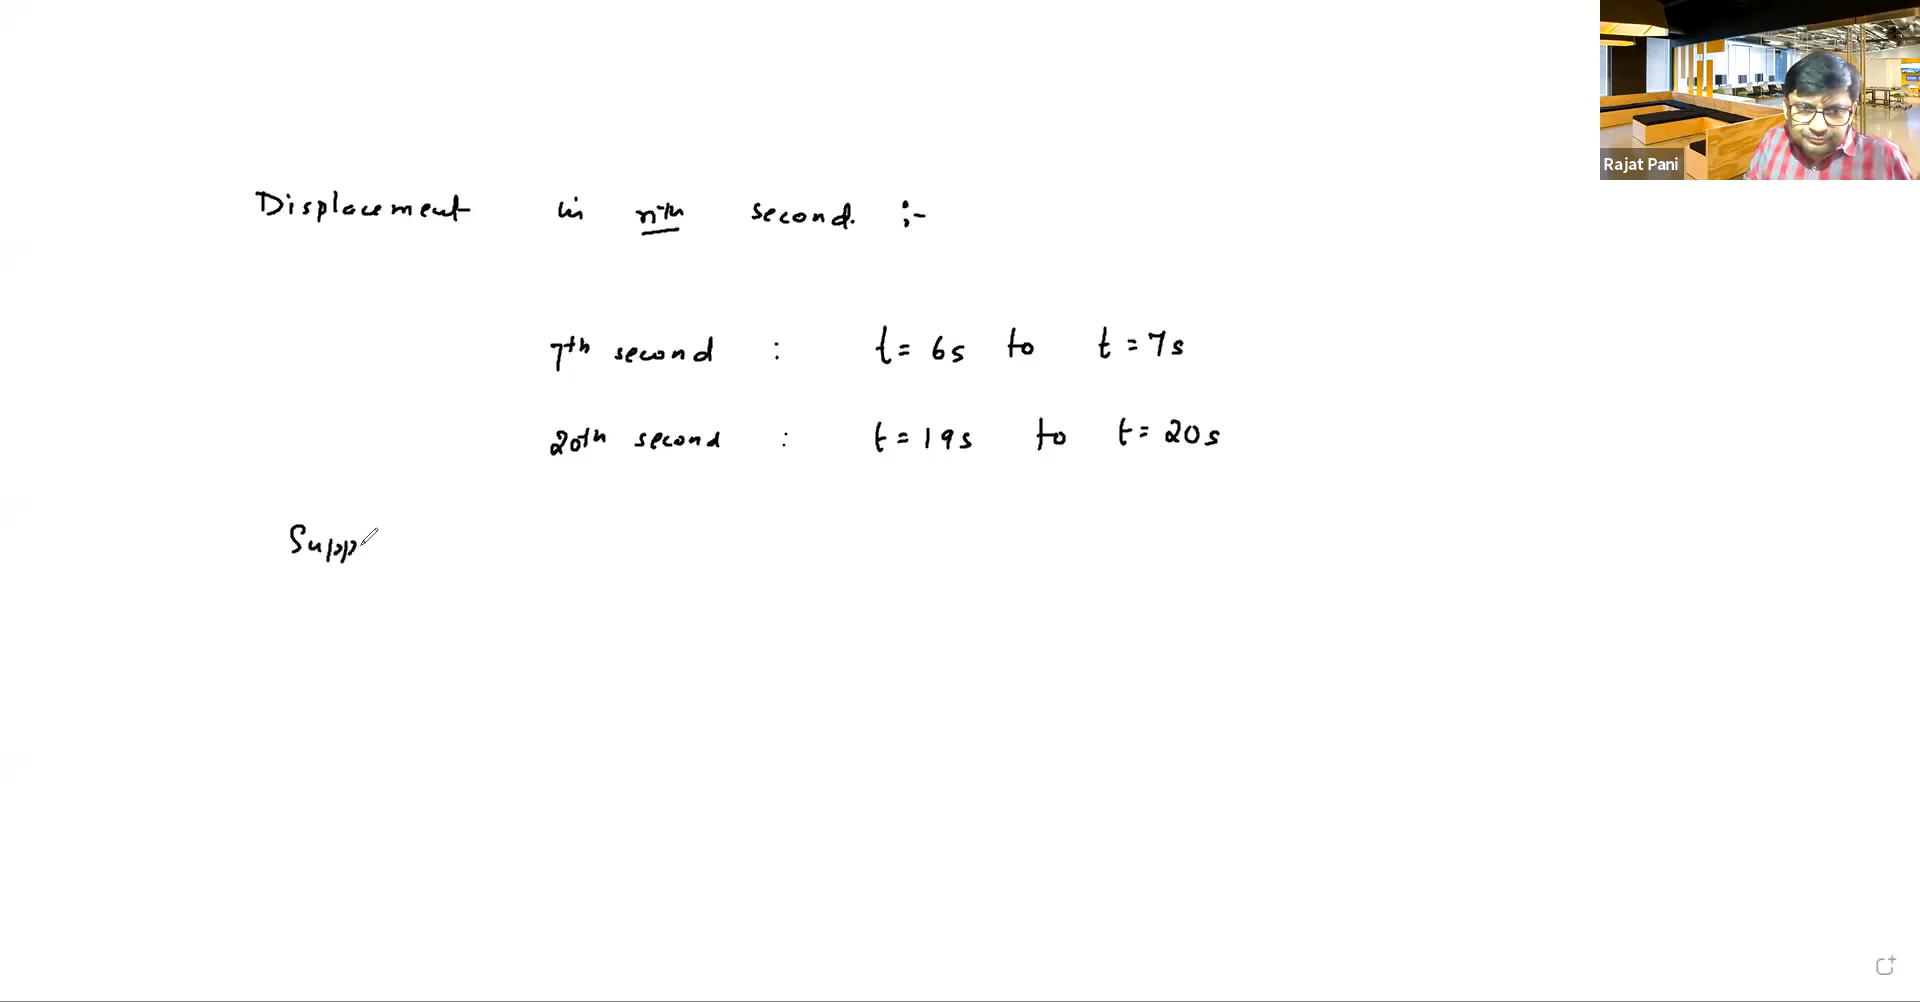 Rajat Pani
Displacement in nth second. :-
7th second : t = 6s to t = 7s
20th second : t = 19s to t = 20s
Supp